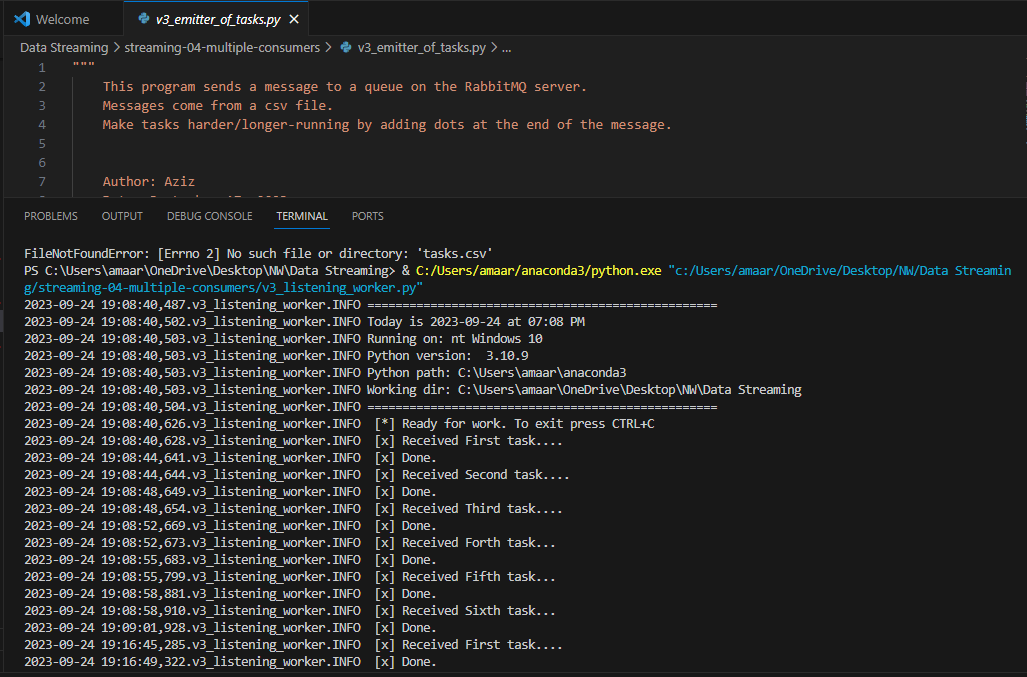 Welcome
v3_emitter_of_tasks.py
Data Streaming > streaming-04-multiple-consumers > v3_emitter_of_tasks.py > ...
1 """
2 This program sends a message to a queue on the RabbitMQ server.
3 Messages come from a csv file.
4 Make tasks harder/longer-running by adding dots at the end of the message.
5
6
7 Author: Aziz
PROBLEMS OUTPUT DEBUG CONSOLE TERMINAL PORTS
FileNotFoundError: [Errno 2] No such file or directory: 'tasks.csv'
PS C:\Users\amaar\OneDrive\Desktop\NW\Data Streaming> & C:/Users/amaar/anaconda3/python.exe "c:/Users/amaar/OneDrive/Desktop/NW/Data Streamin
g/streaming-04-multiple-consumers/v3_listening_worker.py"
2023-09-24 19:08:40,487.v3_listening_worker.INFO ==================================================
2023-09-24 19:08:40,502.v3_listening_worker.INFO Today is 2023-09-24 at 07:08 PM
2023-09-24 19:08:40,503.v3_listening_worker.INFO Running on: nt Windows 10
2023-09-24 19:08:40,503.v3_listening_worker.INFO Python version:  3.10.9
2023-09-24 19:08:40,503.v3_listening_worker.INFO Python path: C:\Users\amaar\anaconda3
2023-09-24 19:08:40,503.v3_listening_worker.INFO Working dir: C:\Users\amaar\OneDrive\Desktop\NW\Data Streaming
2023-09-24 19:08:40,504.v3_listening_worker.INFO ==================================================
2023-09-24 19:08:40,626.v3_listening_worker.INFO  [*] Ready for work. To exit press CTRL+C
2023-09-24 19:08:40,628.v3_listening_worker.INFO  [x] Received First task....
2023-09-24 19:08:44,641.v3_listening_worker.INFO  [x] Done.
2023-09-24 19:08:44,644.v3_listening_worker.INFO  [x] Received Second task....
2023-09-24 19:08:48,649.v3_listening_worker.INFO  [x] Done.
2023-09-24 19:08:48,654.v3_listening_worker.INFO  [x] Received Third task....
2023-09-24 19:08:52,669.v3_listening_worker.INFO  [x] Done.
2023-09-24 19:08:52,673.v3_listening_worker.INFO  [x] Received Forth task...
2023-09-24 19:08:55,683.v3_listening_worker.INFO  [x] Done.
2023-09-24 19:08:55,799.v3_listening_worker.INFO  [x] Received Fifth task...
2023-09-24 19:08:58,881.v3_listening_worker.INFO  [x] Done.
2023-09-24 19:08:58,910.v3_listening_worker.INFO  [x] Received Sixth task...
2023-09-24 19:09:01,928.v3_listening_worker.INFO  [x] Done.
2023-09-24 19:16:45,285.v3_listening_worker.INFO  [x] Received First task....
2023-09-24 19:16:49,322.v3_listening_worker.INFO  [x] Done.